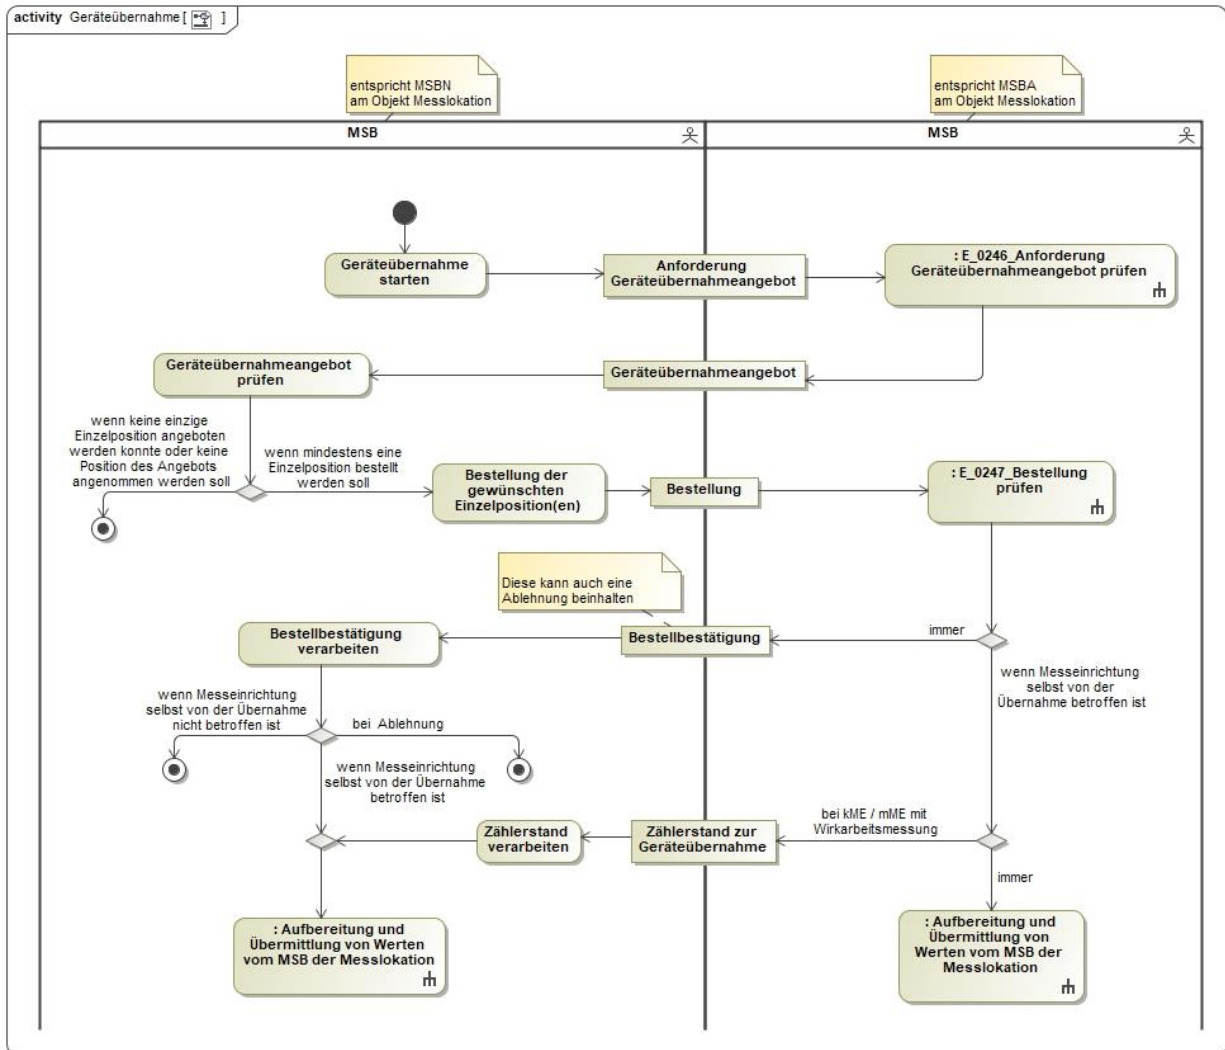 activity Geräteübernahme [ ]
entspricht MSBN
am Objekt Messlokation
entspricht MSBA
am Objekt Messlokation
MSB
MSB
Geräteübernahme
starten
Anforderung
Geräteübernahmeangebot
: E_0246_Anforderung
Geräteübernahmeangebot prüfen
Geräteübernahmeangebot
prüfen
Geräteübernahmeangebot
wenn keine einzige
Einzelposition angeboten
werden konnte oder keine
Position des Angebots
angenommen werden soll
wenn mindestens eine
Einzelposition bestellt
werden soll
Bestellung der
gewünschten
Einzelposition(en)
Bestellung
: E_0247_Bestellung
prüfen
Diese kann auch eine
Ablehnung beinhalten
Bestellbestätigung
verarbeiten
Bestellbestätigung
immer
wenn Messeinrichtung
selbst von der
Übernahme betroffen ist
wenn Messeinrichtung
selbst von der Übernahme
nicht betroffen ist
bei Ablehnung
wenn Messeinrichtung
selbst von der Übernahme
betroffen ist
Zählerstand
verarbeiten
Zählerstand zur
Geräteübernahme
bei kME / mME mit
Wirkarbeitsmessung
immer
: Aufbereitung und
Übermittlung von Werten
vom MSB der Messlokation
: Aufbereitung und
Übermittlung von
Werten vom MSB der
Messlokation